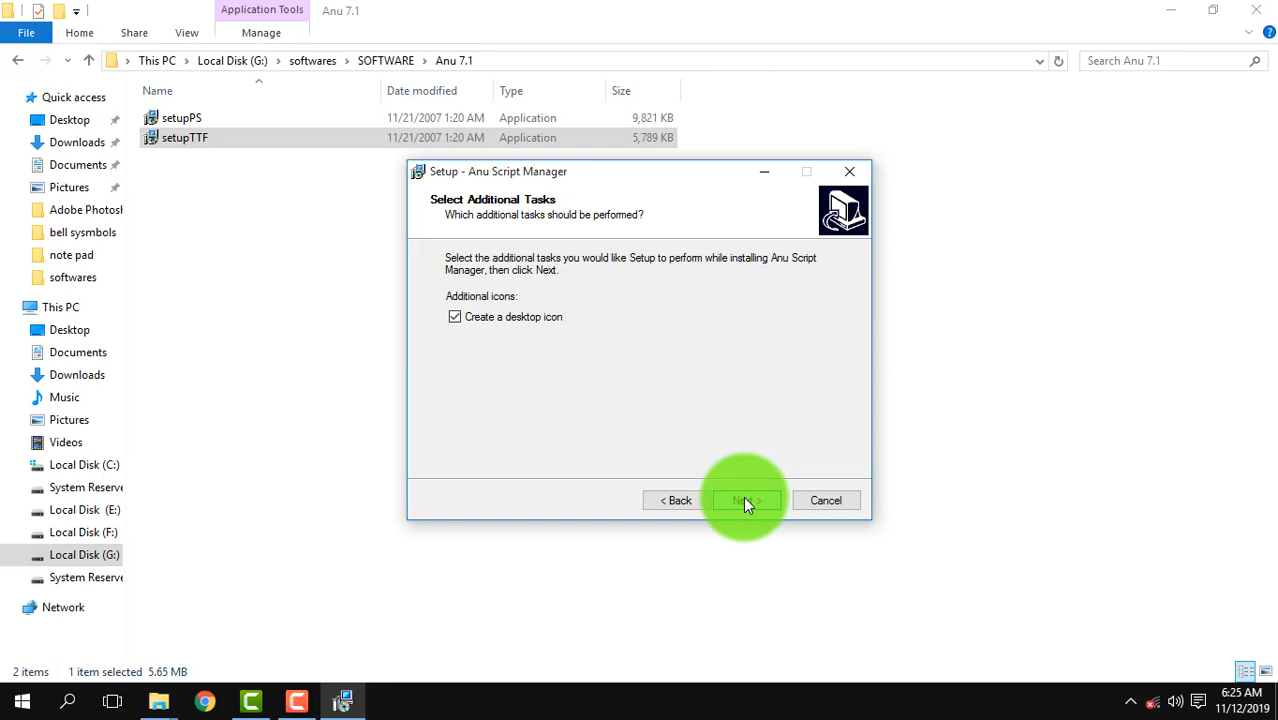 Application Tools
Anu 7.1
File
Home
Share
View
Manage
This PC
Local Disk (G:)
softwares
SOFTWARE
Anu 7.1
Search Anu 7.1
Name
Date modified
Type
Size
setupPS
11/21/2007 1:20 AM
Application
9,821 KB
setupTTF
11/21/2007 1:20 AM
Application
5,789 KB
Quick access
Desktop
Downloads
Documents
Pictures
Adobe Photosh
bell sysmbols
note pad
softwares
This PC
Desktop
Documents
Downloads
Music
Pictures
Videos
Local Disk (C:)
System Reserve
Local Disk (E:)
Local Disk (F:)
Local Disk (G:)
System Reserve
Network
Setup - Anu Script Manager
Select Additional Tasks
Which additional tasks should be performed?
Select the additional tasks you would like Setup to perform while installing Anu Script
Manager, then click Next.
Additional icons:
Create a desktop icon
< Back
Next >
Cancel
2 items
1 item selected 5.65 MB
6:25 AM
11/12/2019